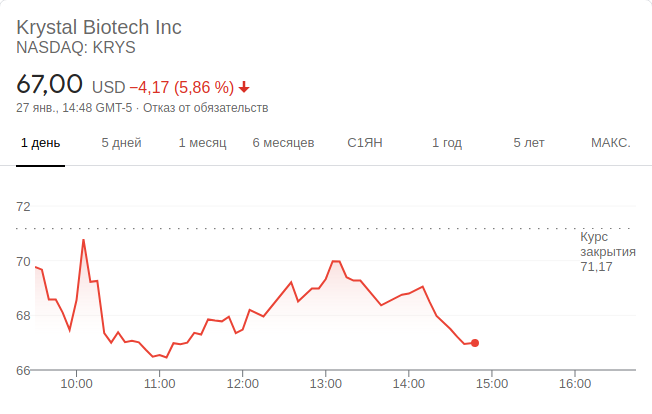 Krystal Biotech Inc
NASDAQ: KRYS
67,00 USD −4,17 (5,86 %)
27 янв., 14:48 GMT-5 · Отказ от обязательств
1 день 5 дней 1 месяц 6 месяцев С1ЯН 1 год 5 лет МАКС.
72
Курс
закрытия
71,17
70
68
66
10:00 11:00 12:00 13:00 14:00 15:00 16:00